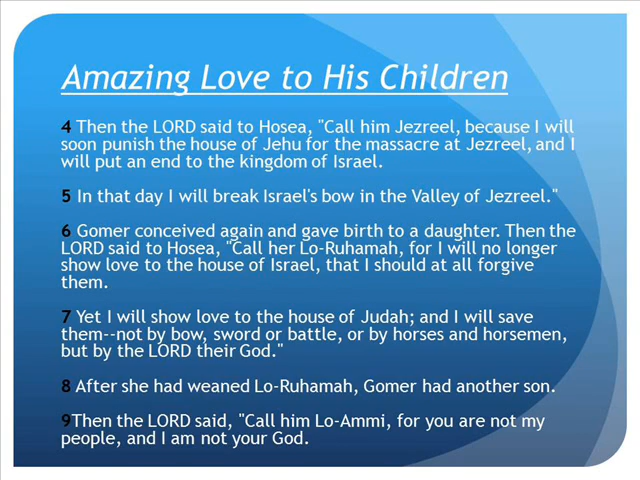 Amazing Love to His Children
4 Then the LORD said to Hosea, "Call him Jezreel, because I will
soon punish the house of Jehu for the massacre at Jezreel, and I
will put an end to the kingdom of Israel.
5 In that day I will break Israel's bow in the Valley of Jezreel."
6 Gomer conceived again and gave birth to a daughter. Then the
LORD said to Hosea, "Call her Lo-Ruhamah, for I will no longer
show love to the house of Israel, that I should at all forgive
them.
7 Yet I will show love to the house of Judah; and I will save
them--not by bow, sword or battle, or by horses and horsemen,
but by the LORD their God."
8 After she had weaned Lo-Ruhamah, Gomer had another son.
9Then the LORD said, "Call him Lo-Ammi, for you are not my
people, and I am not your God.